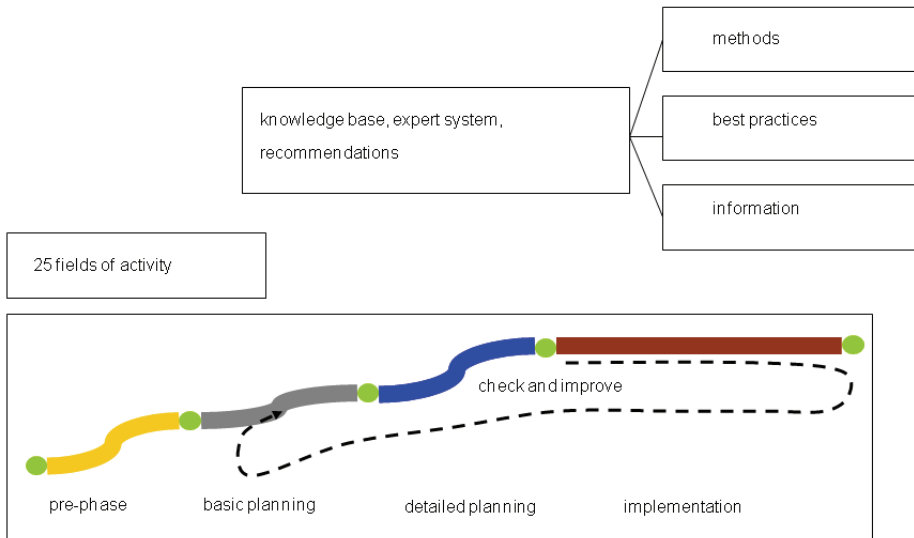 methods
knowledge base, expert system,
recommendations
best practices
information
25 fields of activity
check and improve
pre-phase
basic planning
detailed planning
implementation